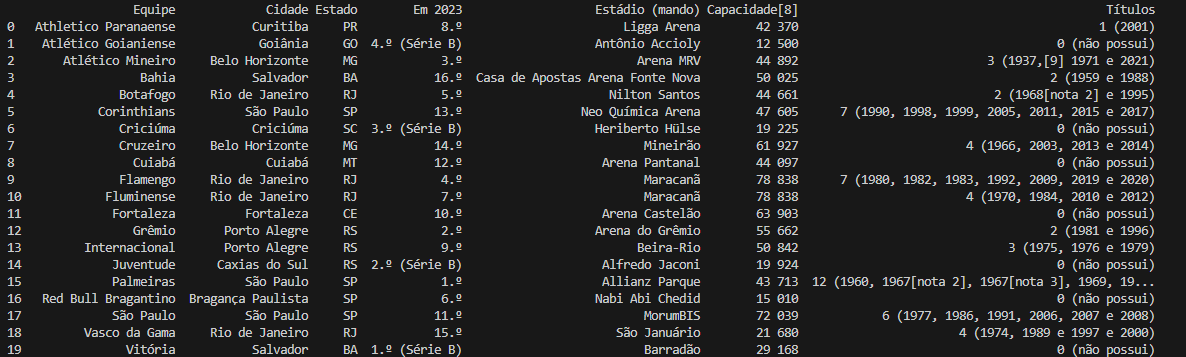 Equipe Cidade Estado Em 2023 Estádio (mando) Capacidade[8] Títulos
0 Athletico Paranaense Curitiba PR 8.º Ligga Arena 42 370 1 (2001)
1 Atlético Goianiense Goiânia GO 4.º (Série B) Antônio Accioly 12 500 0 (não possui)
2 Atlético Mineiro Belo Horizonte MG 3.º Arena MRV 44 892 3 (1937,[9] 1971 e 2021)
3 Bahia Salvador BA 16.º Casa de Apostas Arena Fonte Nova 50 025 2 (1959 e 1988)
4 Botafogo Rio de Janeiro RJ 5.º Nilton Santos 44 661 2 (1968[nota 2] e 1995)
5 Corinthians São Paulo SP 13.º Neo Química Arena 47 605 7 (1990, 1998, 1999, 2005, 2011, 2015 e 2017)
6 Criciúma Criciúma SC 3.º (Série B) Heriberto Hülse 19 225 0 (não possui)
7 Cruzeiro Belo Horizonte MG 14.º Mineirão 61 927 4 (1966, 2003, 2013 e 2014)
8 Cuiabá Cuiabá MT 12.º Arena Pantanal 44 097 0 (não possui)
9 Flamengo Rio de Janeiro RJ 4.º Maracanã 78 838 7 (1980, 1982, 1983, 1992, 2009, 2019 e 2020)
10 Fluminense Rio de Janeiro RJ 7.º Maracanã 78 838 4 (1970, 1984, 2010 e 2012)
11 Fortaleza Fortaleza CE 10.º Arena Castelão 63 903 0 (não possui)
12 Grêmio Porto Alegre RS 2.º Arena do Grêmio 55 662 2 (1981 e 1996)
13 Internacional Porto Alegre RS 9.º Beira-Rio 50 842 3 (1975, 1976 e 1979)
14 Juventude Caxias do Sul RS 2.º (Série B) Alfredo Jaconi 19 924 0 (não possui)
15 Palmeiras São Paulo SP 1.º Allianz Parque 43 713 12 (1960, 1967[nota 2], 1967[nota 3], 1969, 19...
16 Red Bull Bragantino Bragança Paulista SP 6.º Nabi Abi Chedid 15 010 0 (não possui)
17 São Paulo São Paulo SP 11.º MorumBIS 72 039 6 (1977, 1986, 1991, 2006, 2007 e 2008)
18 Vasco da Gama Rio de Janeiro RJ 15.º São Januário 21 680 4 (1974, 1989 e 1997 e 2000)
19 Vitória Salvador BA 1.º (Série B) Barradão 29 168 0 (não possui)